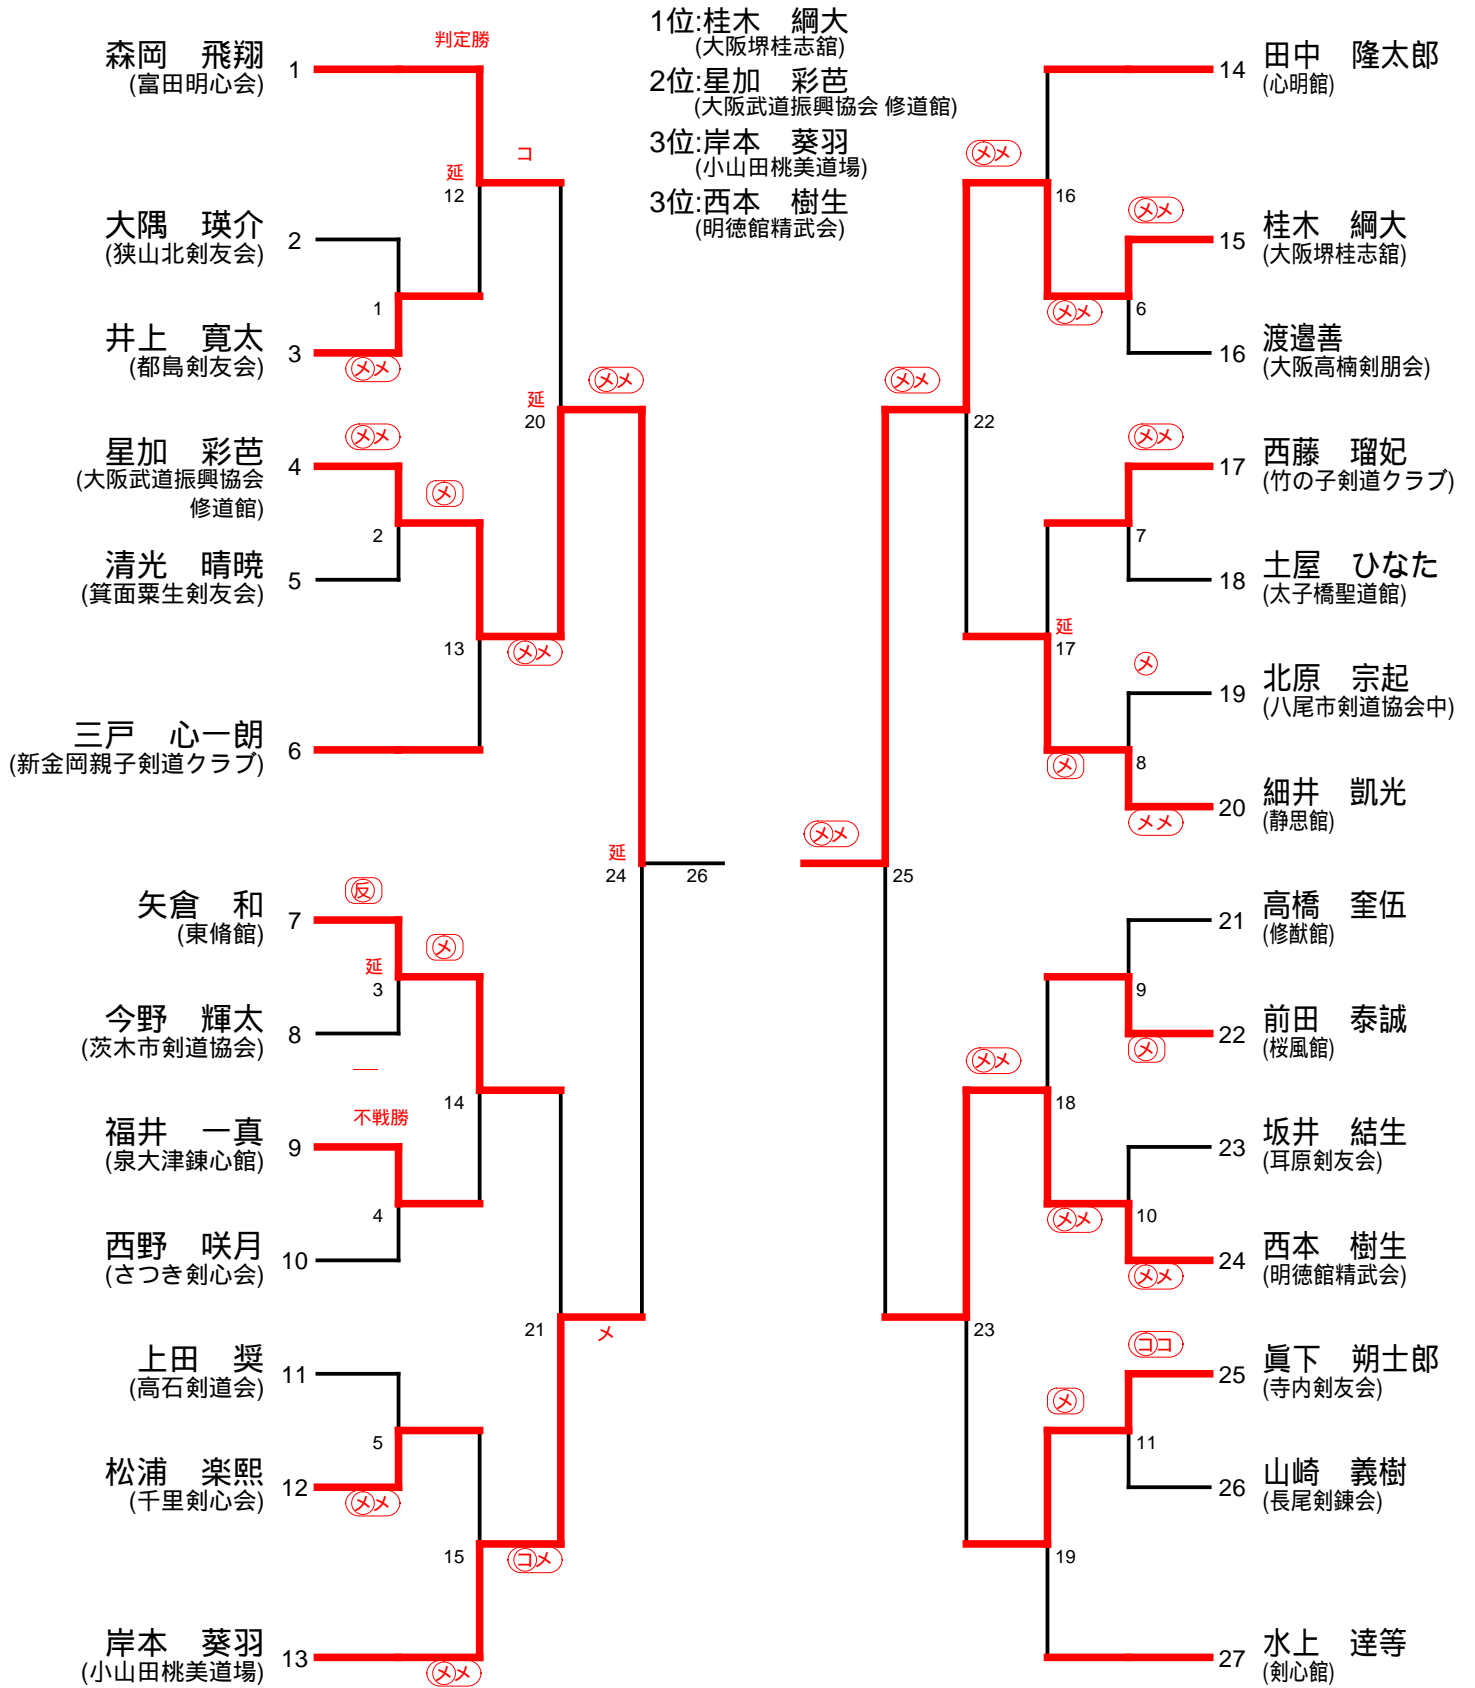 1位:桂木　綱大
(大阪堺桂志舘)
2位:星加　彩芭
(大阪武道振興協会 修道館)
3位:岸本　葵羽
(小山田桃美道場)
3位:西本　樹生
(明徳館精武会)
森岡　飛翔
(富田明心会)
1
判定勝
延
12
コ
大隅　瑛介
(狭山北剣友会)
2
1
井上　寛太
(都島剣友会)
3
メメ
延
20
メメ
星加　彩芭
(大阪武道振興協会
修道館)
4
メメ
メ
2
清光　晴暁
(箕面粟生剣友会)
5
13
メメ
三戸　心一朗
(新金岡親子剣道クラブ)
6
延
24
26
矢倉　和
(東脩館)
7
反
メ
延
3
今野　輝太
(茨木市剣道協会)
8
14
不戦勝
福井　一真
(泉大津錬心館)
9
4
西野　咲月
(さつき剣心会)
10
21
メ
上田　奨
(高石剣道会)
11
5
松浦　楽熙
(千里剣心会)
12
メメ
15
コメ
岸本　葵羽
(小山田桃美道場)
13
メメ
14
田中　隆太郎
(心明館)
メメ
16
メメ
15
桂木　綱大
(大阪堺桂志舘)
メメ
6
16
渡邉善
(大阪高楠剣朋会)
メメ
22
メメ
17
西藤　瑠妃
(竹の子剣道クラブ)
7
18
土屋　ひなた
(太子橋聖道館)
延
17
メ
19
北原　宗起
(八尾市剣道協会中)
メ
8
20
細井　凱光
(静思館)
メメ
メメ
25
21
高橋　奎伍
(修猷館)
9
22
前田　泰誠
(桜風館)
メ
メメ
18
23
坂井　結生
(耳原剣友会)
メメ
10
24
西本　樹生
(明徳館精武会)
メメ
23
ココ
25
眞下　朔士郎
(寺内剣友会)
メ
11
26
山崎　義樹
(長尾剣錬会)
19
27
水上　達等
(剣心館)